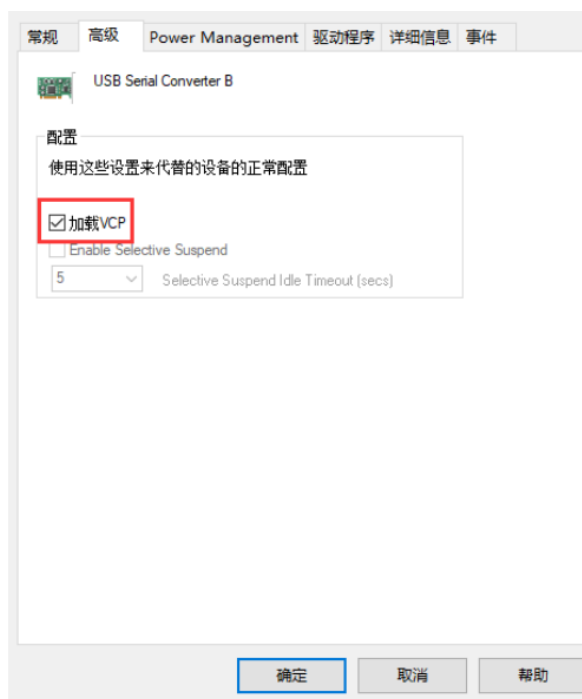 常规 高级 Power Management 驱动程序 详细信息 事件
USB Serial Converter B
配置
使用这些设置来代替的设备的正常配置
加载VCP
Enable Selective Suspend
5 Selective Suspend Idle Timeout (secs)
确定 取消 帮助